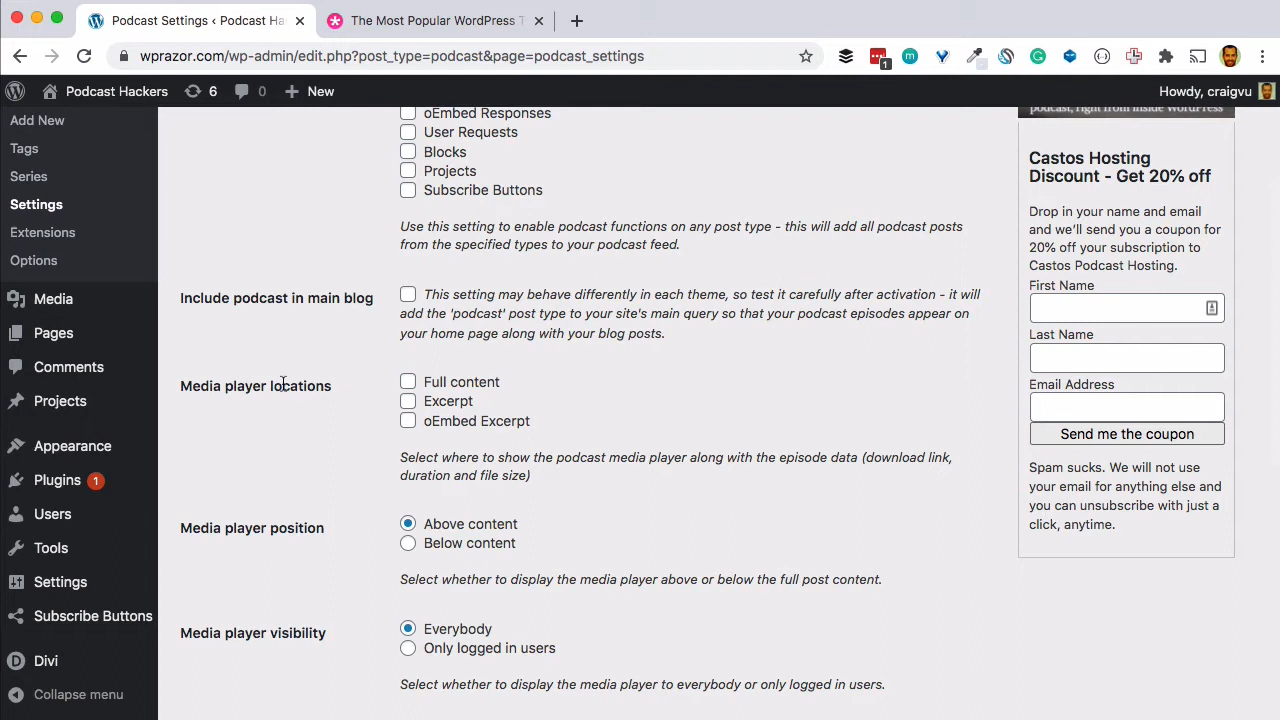 Podcast Settings ‹ Podcast Ha
The Most Popular WordPress T
wprazor.com/wp-admin/edit.php?post_type=podcast&page=podcast_settings
1
Podcast Hackers
6
0
New
Howdy, craigvu
Add New
Tags
Series
Settings
Extensions
Options
Media
Pages
Comments
Projects
Appearance
Plugins 1
Users
Tools
Settings
Subscribe Buttons
Divi
Collapse menu
oEmbed Responses
User Requests
Blocks
Projects
Subscribe Buttons
Use this setting to enable podcast functions on any post type - this will add all podcast posts
from the specified types to your podcast feed.
Include podcast in main blog
This setting may behave differently in each theme, so test it carefully after activation - it will
add the 'podcast' post type to your site's main query so that your podcast episodes appear on
your home page along with your blog posts.
Media player locations
Full content
Excerpt
oEmbed Excerpt
Select where to show the podcast media player along with the episode data (download link,
duration and file size)
Media player position
Above content
Below content
Select whether to display the media player above or below the full post content.
Media player visibility
Everybody
Only logged in users
Select whether to display the media player to everybody or only logged in users.
podcast, right from inside WordPress
Castos Hosting
Discount - Get 20% off
Drop in your name and email
and we'll send you a coupon for
20% off your subscription to
Castos Podcast Hosting.
First Name
Last Name
Email Address
Send me the coupon
Spam sucks. We will not use
your email for anything else and
you can unsubscribe with just a
click, anytime.